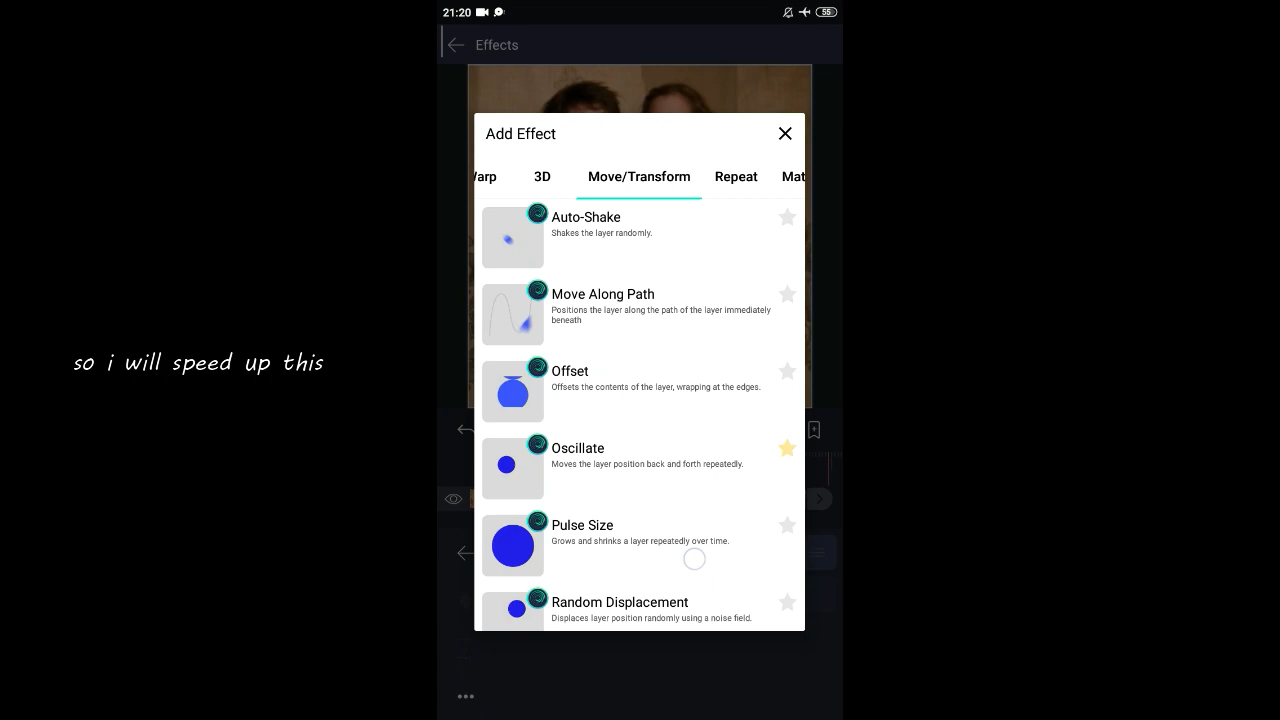 21:20
55
Effects
Add Effect
Warp 3D Move/Transform Repeat Mat
Auto-Shake
Shakes the layer randomly.
Move Along Path
Positions the layer along the path of the layer immediately
beneath
Offset
Offsets the contents of the layer, wrapping at the edges.
so i will speed up this
Oscillate
Moves the layer position back and forth repeatedly.
Pulse Size
Grows and shrinks a layer repeatedly over time.
Random Displacement
Displaces layer position randomly using a noise field.